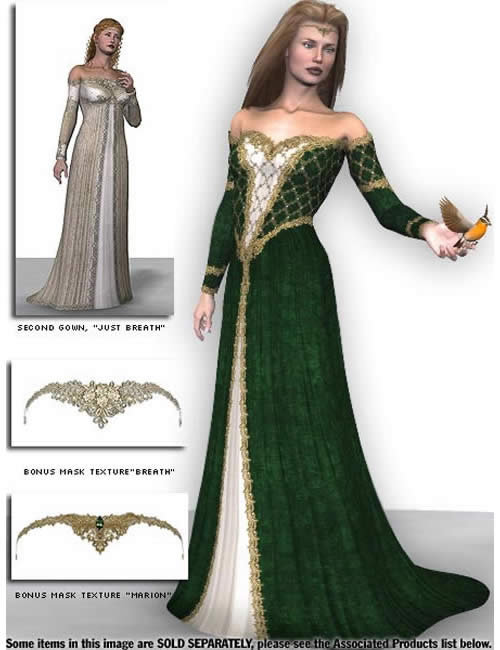 SECOND GOWN, "JUST BREATH"
BONUS MASK TEXTURE"BREATH"
BONUS MASK TEXTURE "MARION"
Some items in this image are SOLD SEPARATELY, please see the Associated Products list below.